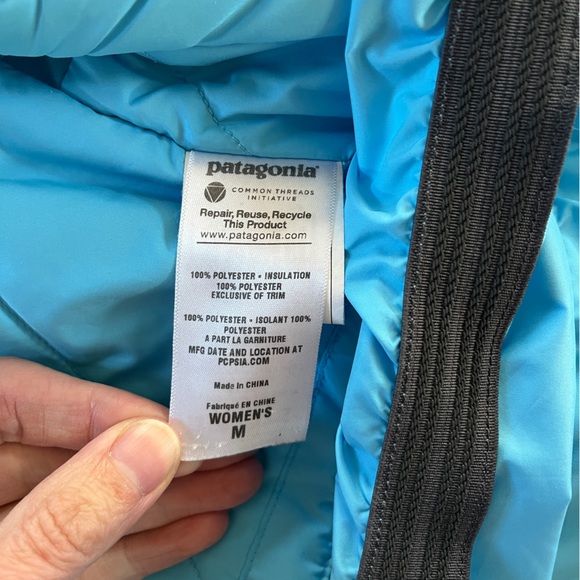 patagonia®
COMMON THREADS
INITIATIVE
Repair, Reuse, Recycle
This Product
www.patagonia.com
100% POLYESTER • INSULATION
100% POLYESTER
EXCLUSIVE OF TRIM
100% POLYESTER • ISOLANT 100%
POLYESTER
A PART LA GARNITURE
MFG DATE AND LOCATION AT
PCPSIA.COM
Made in CHINA
Fabriqué EN CHINE
WOMEN'S
M